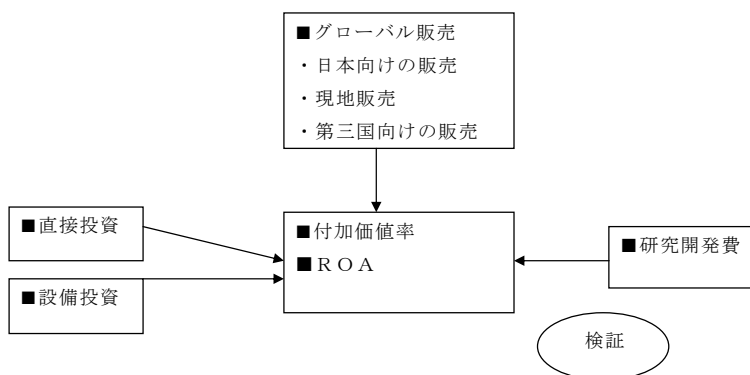 ■グローバル販売
・日本向けの販売
・現地販売
・第三国向けの販売
■直接投資
■付加価値率
■ROA
■研究開発費
■設備投資
検証